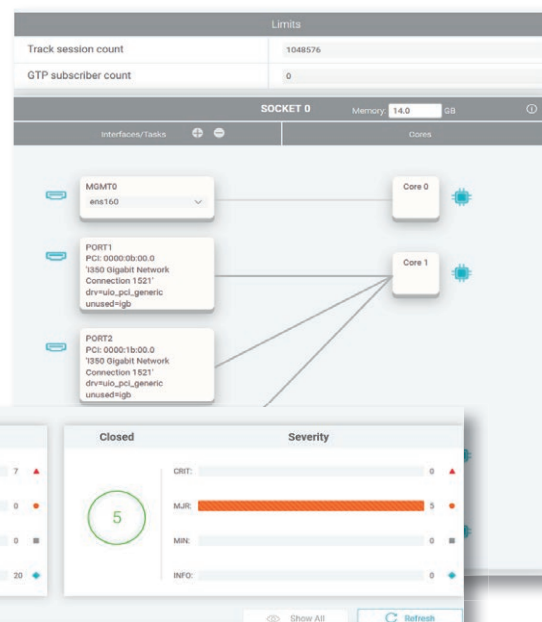 Limits
Track session count 1048576
GTP subscriber count 0
SOCKET 0 Memory: 14.0 GB
Interfaces/Tasks Cores
MGMT0
ens160
Core 0
PORT1
PCI: 0000:0b:00.0
'I350 Gigabit Network
Connection 1521'
drv=uio_pci_generic
unused=igb
Core 1
PORT2
PCI: 0000:1b:00.0
'I350 Gigabit Network
Connection 1521'
drv=uio_pci_generic
unused=igb
7
0
0
20
Closed Severity
5
CRIT: 0
MJR: 5
MIN: 0
INFO: 0
Show All Refresh